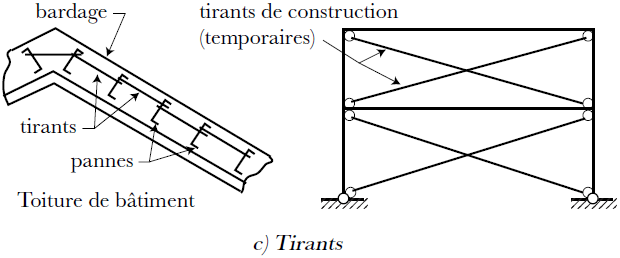 bardage
tirants de construction
(temporaires)
tirants
pannes
Toiture de bâtiment
c) Tirants